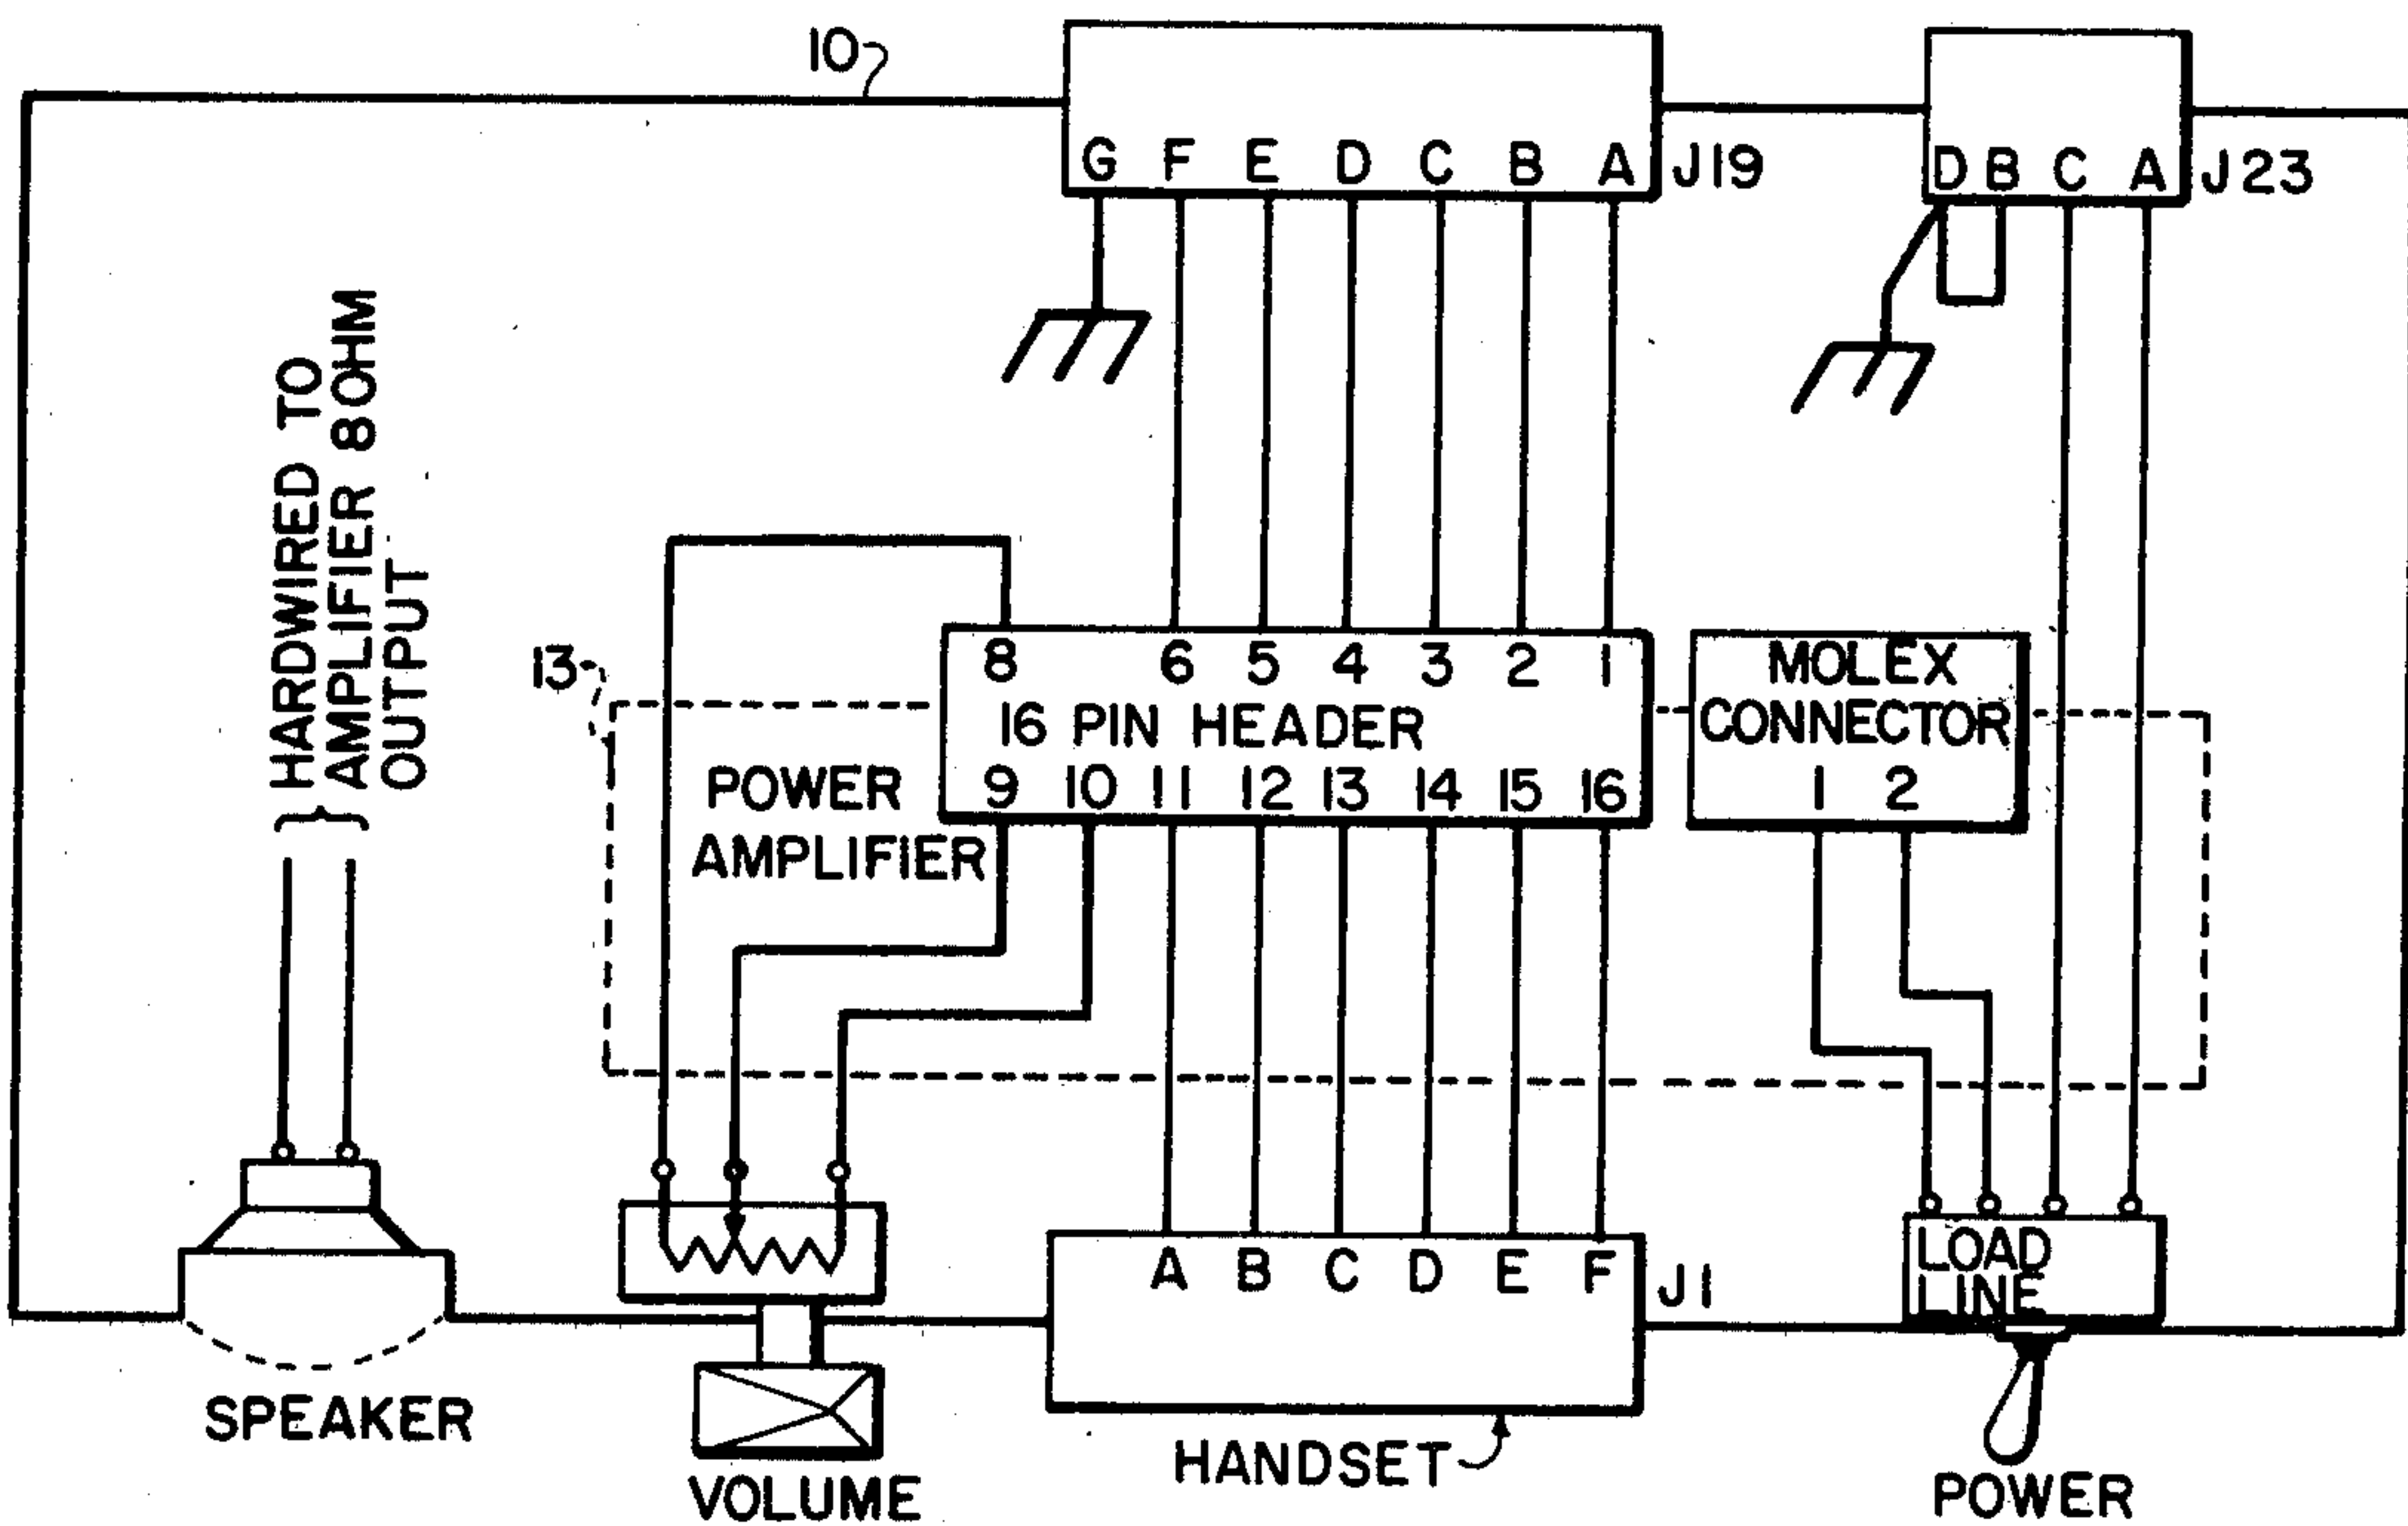 10
G F E D C B A J19
D B C A J23
HARDWIRED TO
AMPLIFIER 8 OHM
OUTPUT
13
8 6 5 4 3 2 1
16 PIN HEADER
9 10 11 12 13 14 15 16
MOLEX
CONNECTOR
1 2
POWER
AMPLIFIER
A B C D E F J1
LOAD
LINE
SPEAKER
VOLUME
HANDSET
POWER